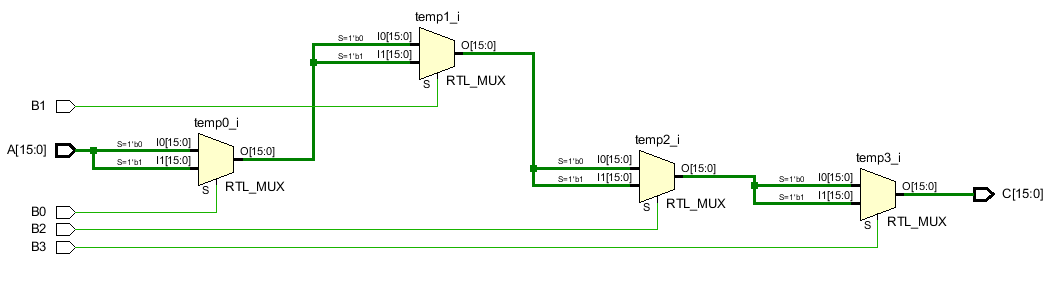 temp1_i
S=1'b0 I0[15:0]
S=1'b1 I1[15:0]
O[15:0]
S
RTL_MUX
B1
temp0_i
A[15:0]
S=1'b0 I0[15:0]
S=1'b1 I1[15:0]
O[15:0]
S
RTL_MUX
temp2_i
S=1'b0 I0[15:0]
S=1'b1 I1[15:0]
O[15:0]
S
RTL_MUX
temp3_i
S=1'b0 I0[15:0]
S=1'b1 I1[15:0]
O[15:0]
S
RTL_MUX
C[15:0]
B0
B2
B3